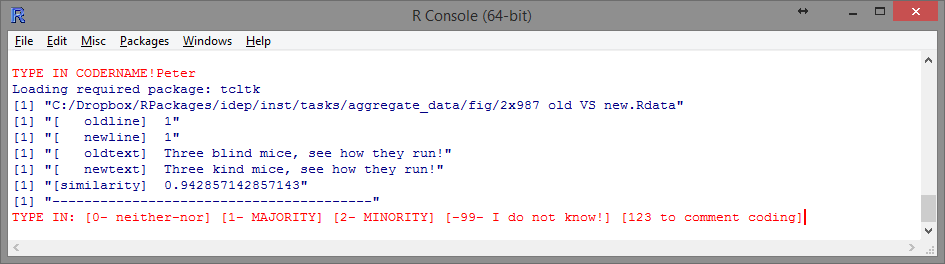 R Console (64-bit)
File Edit Misc Packages Windows Help
TYPE IN CODERNAME!Peter
Loading required package: tcltk
[1] "C:/Dropbox/RPackages/idep/inst/tasks/aggregate_data/fig/2x987 old VS new.Rdata"
[1] "[   oldline]  1"
[1] "[   newline]  1"
[1] "[   oldtext]  Three blind mice, see how they run!"
[1] "[   newtext]  Three kind mice, see how they run!"
[1] "[similarity]  0.942857142857143"
[1] "----------------------------------------"
TYPE IN: [0- neither-nor] [1- MAJORITY] [2- MINORITY] [-99- I do not know!] [123 to comment coding]